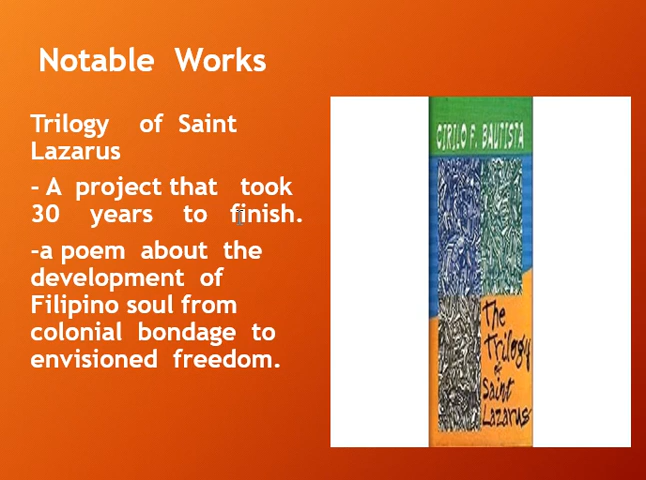 Notable Works
Trilogy of Saint
Lazarus
- A project that took
30 years to finish.
-a poem about the
development of
Filipino soul from
colonial bondage to
envisioned freedom.
CIRILO F. BAUTISTA
The
Trilogy
of
Saint
Lazarus